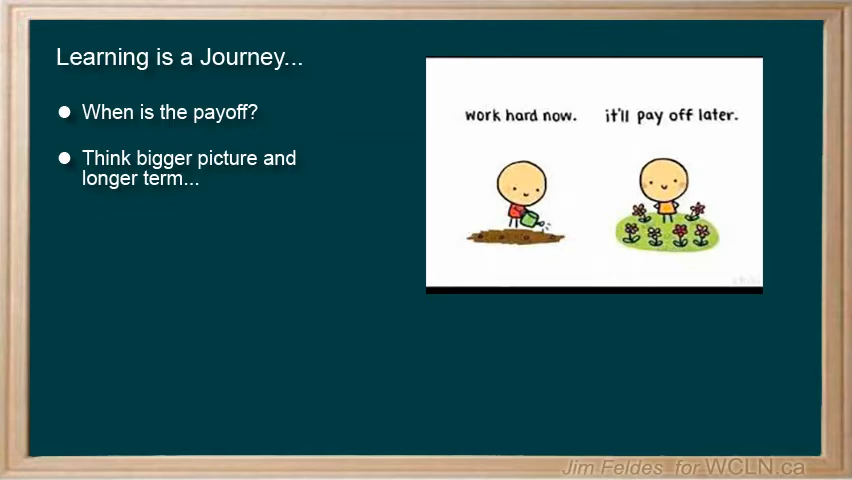 Learning is a Journey...
When is the payoff?
Think bigger picture and
longer term...
work hard now. it'll pay off later.
Jim Feldes for WCLN.ca